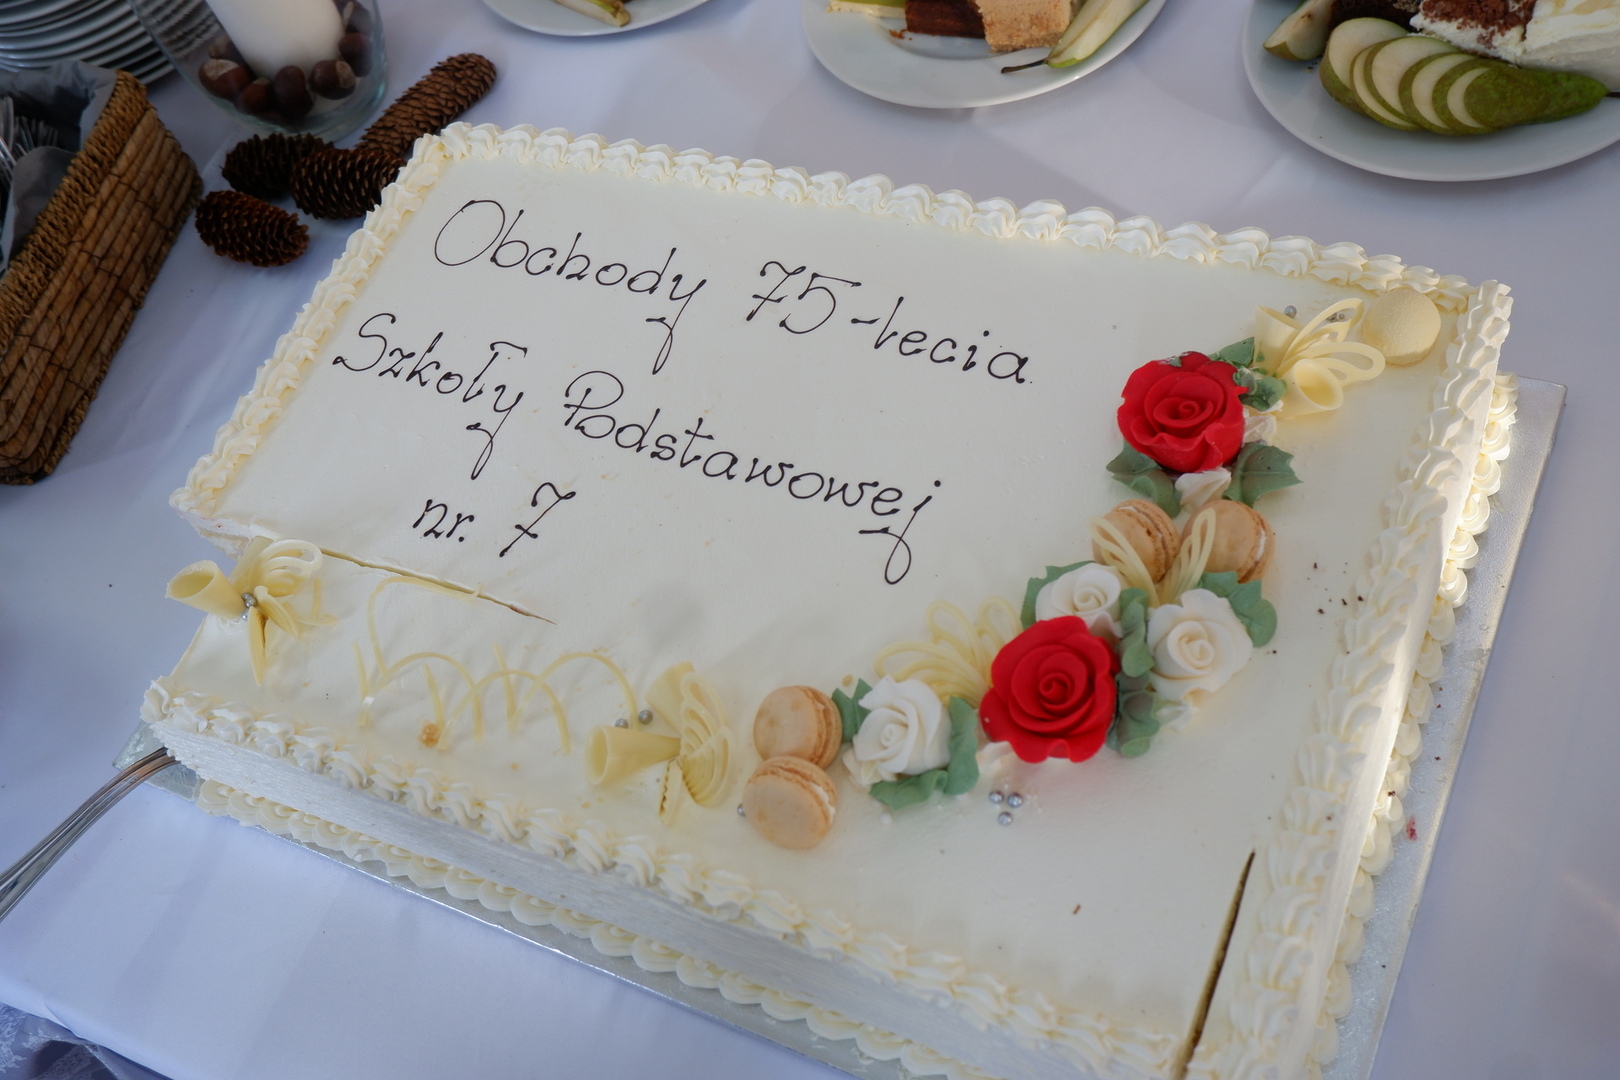 Obchody 75-lecia
Szkoły Podstawowej
nr. 7